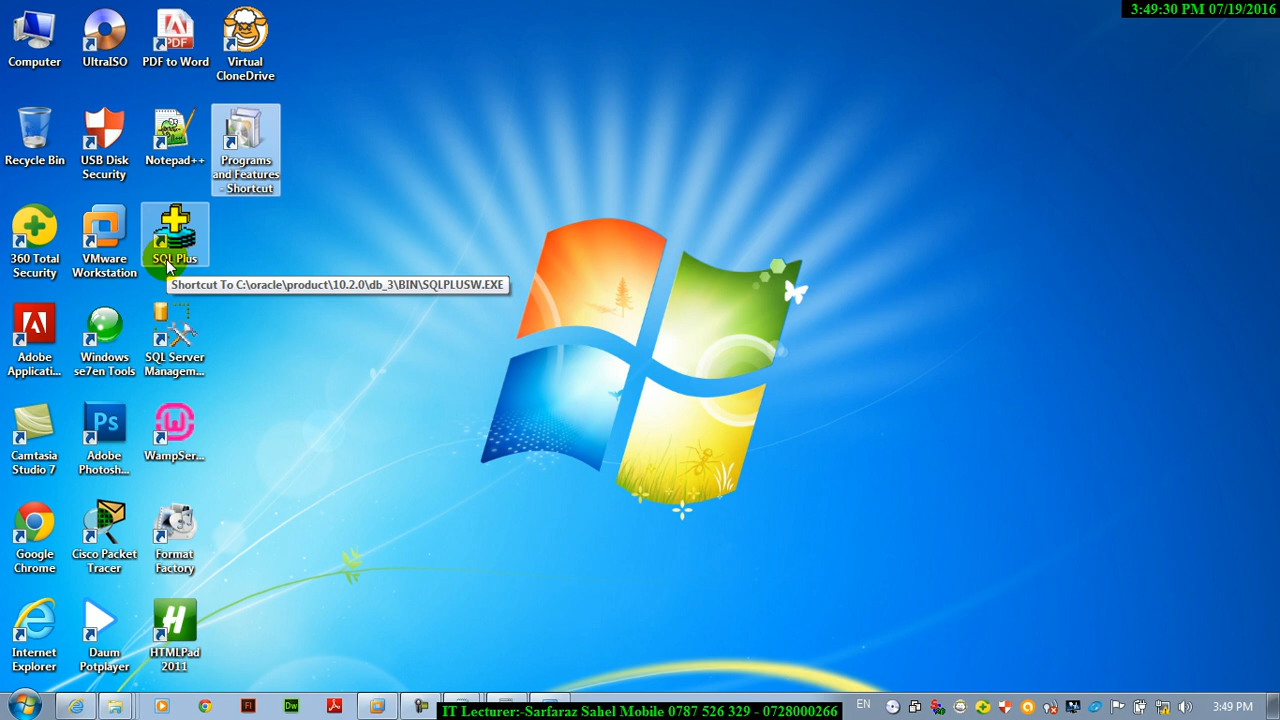 3:49:30 PM 07/19/2016
Computer
UltraISO
PDF to Word
Virtual
CloneDrive
Recycle Bin
USB Disk
Security
Notepad++
Programs
and Features
- Shortcut
360 Total
Security
VMware
Workstation
SQL Plus
Shortcut To C:\oracle\product\10.2.0\db_3\BIN\SQLPLUSW.EXE
Adobe
Applicati...
Windows
se7en Tools
SQL Server
Managem...
Camtasia
Studio 7
Adobe
Photosh...
WampSer...
Google
Chrome
Cisco Packet
Tracer
Format
Factory
Internet
Explorer
Daum
Potplayer
HTMLPad
2011
PDF
Ps
H
Fl
Dw
IT Lecturer:-Sarfaraz Sahel Mobile 0787 526 329 - 0728000266
EN
3:49 PM